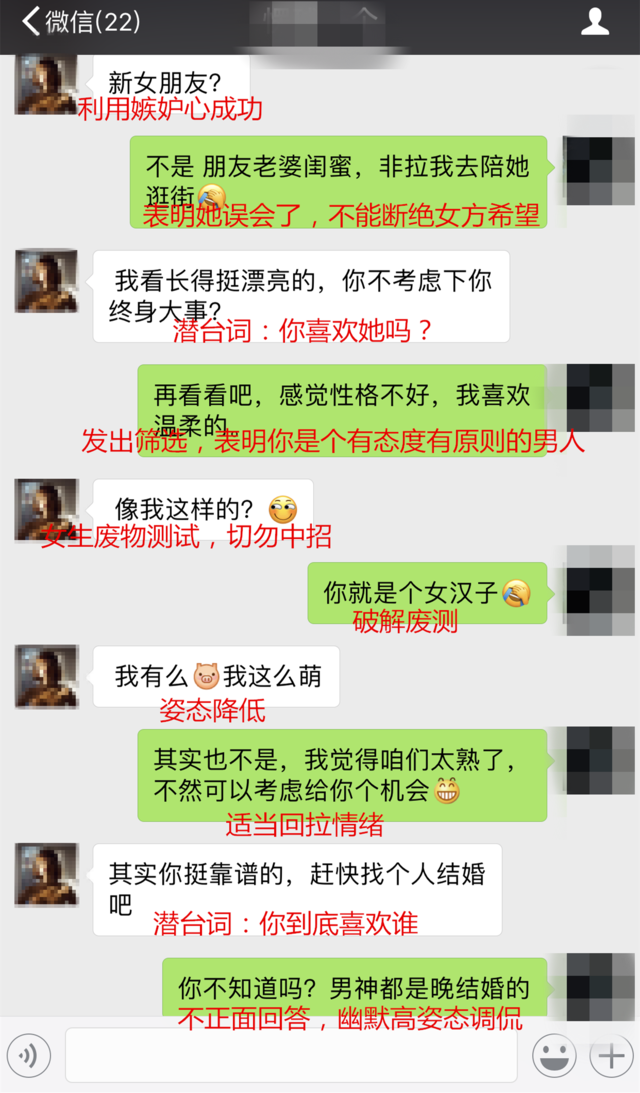 微信(22)
新女朋友?
利用嫉妒心成功
不是 朋友老婆闺蜜，非拉我去陪她
逛街
表明她误会了，不能断绝女方希望
我看长得挺漂亮的，你不考虑下你
终身大事?
潜台词：你喜欢她吗？
再看看吧，感觉性格不好，我喜欢
温柔的
发出筛选，表明你是个有态度有原则的男人
像我这样的?
女生废物测试，切勿中招
你就是个女汉子
破解废测
我有么 我这么萌
姿态降低
其实也不是，我觉得咱们太熟了，
不然可以考虑给你个机会
适当回拉情绪
其实你挺靠谱的，赶快找个人结婚
吧
潜台词：你到底喜欢谁
你不知道吗？男神都是晚结婚的
不正面回答，幽默高姿态调侃